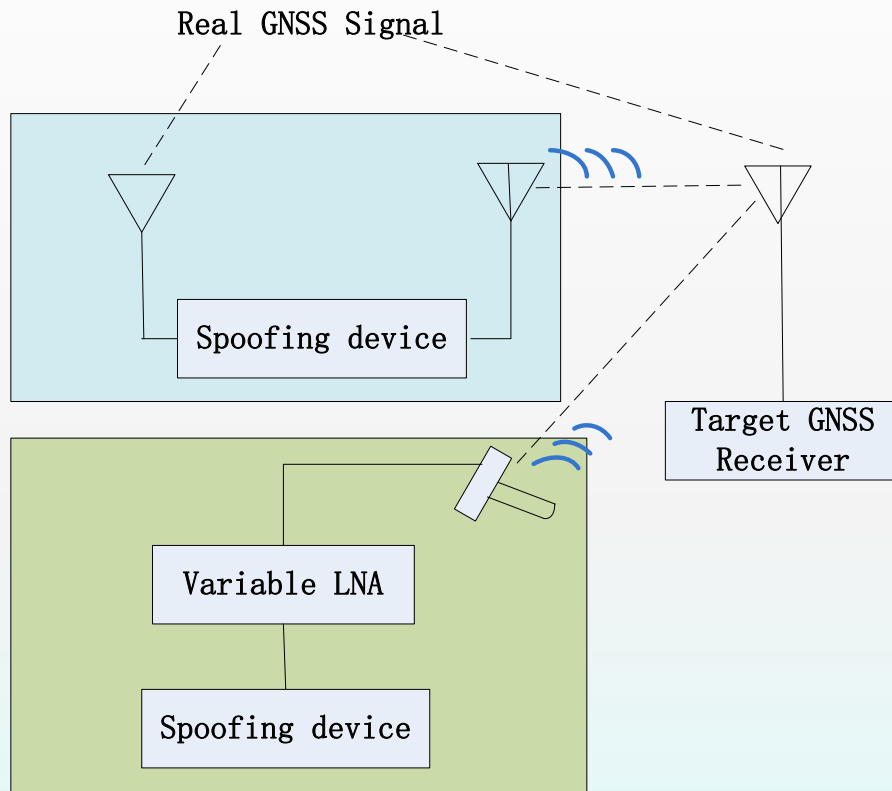 Real GNSS Signal
Spoofing device
Target GNSS
Receiver
Variable LNA
Spoofing device